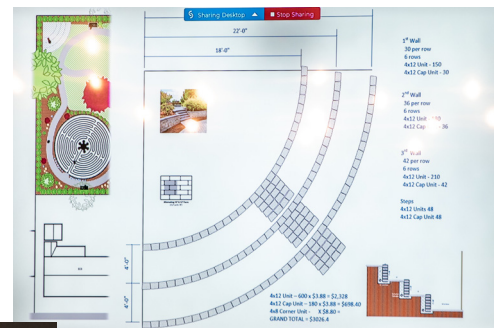 Sharing Desktop
Stop Sharing
22'-0"
18'-0"
1st Wall
30 per row
6 rows
4x12 Unit - 150
4x12 Cap Unit - 30
2nd Wall
36 per row
6 rows
4x12 Unit -
4x12 Cap - 36
3rd Wall
42 per row
6 rows
4x12 Unit - 210
4x12 Cap Unit - 42
Steps
4x12 Units 48
4x12 Cap Unit 48
4'-0"
4'-0"
4x12 Unit – 600 x $3.88 = $2,328
4x12 Cap Unit – 180 x $3.88 = $698.40
4x8 Corner Unit - X $8.80 =
GRAND TOTAL = $3026.4